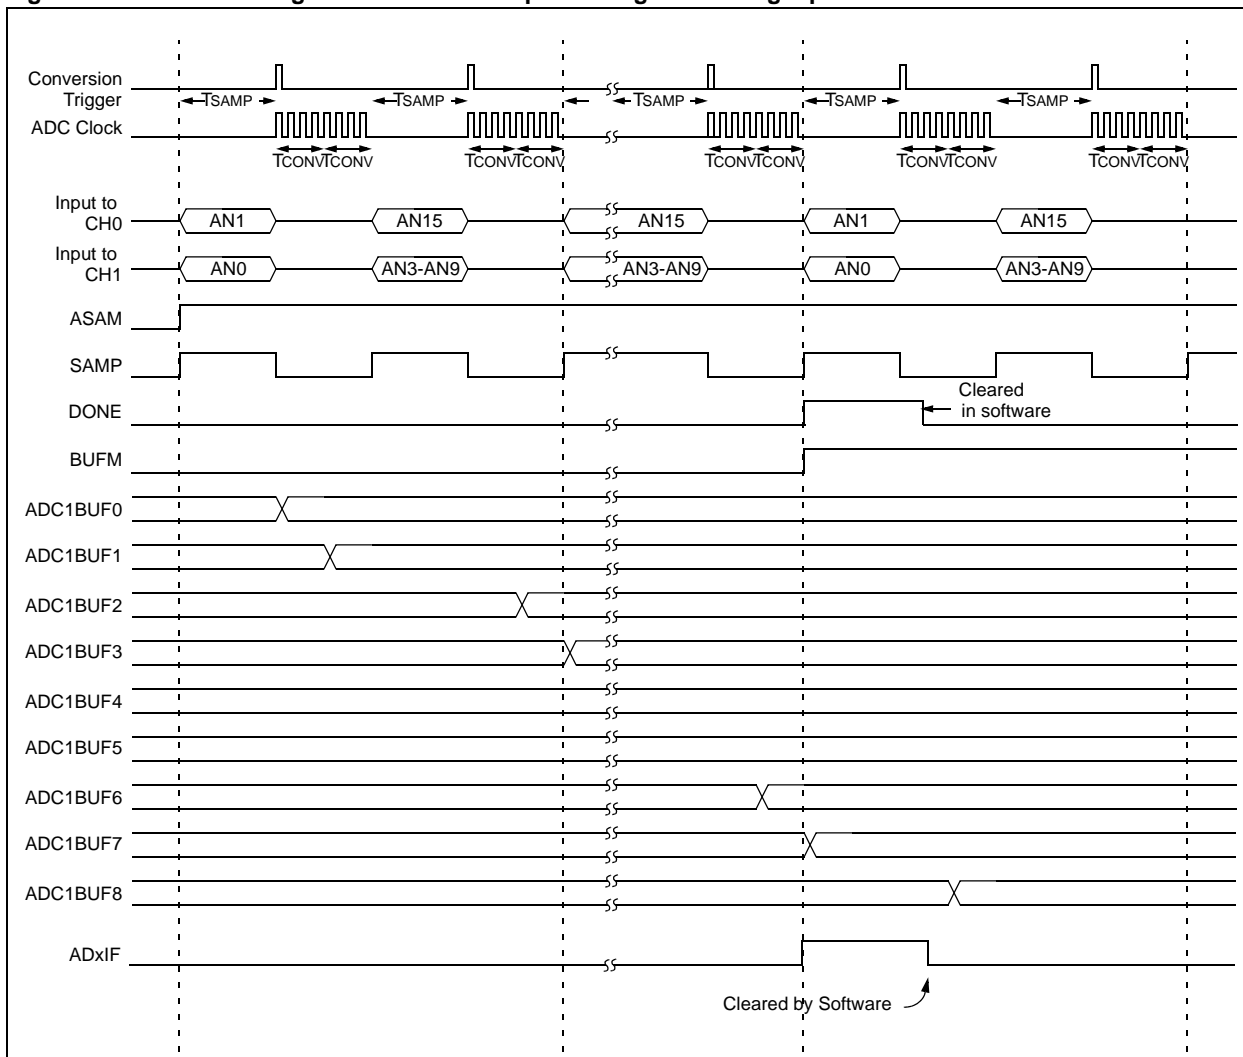 Conversion
Trigger
TSAMP TSAMP TSAMP TSAMP TSAMP
ADC Clock
TCONV TCONV TCONV TCONV TCONV TCONV TCONV TCONV TCONV TCONV
Input to
CH0
AN1 AN15 AN15 AN1 AN15
Input to
CH1
AN0 AN3-AN9 AN3-AN9 AN0 AN3-AN9
ASAM
SAMP
Cleared
in software
DONE
BUFM
ADC1BUF0
ADC1BUF1
ADC1BUF2
ADC1BUF3
ADC1BUF4
ADC1BUF5
ADC1BUF6
ADC1BUF7
ADC1BUF8
ADxIF
Cleared by Software